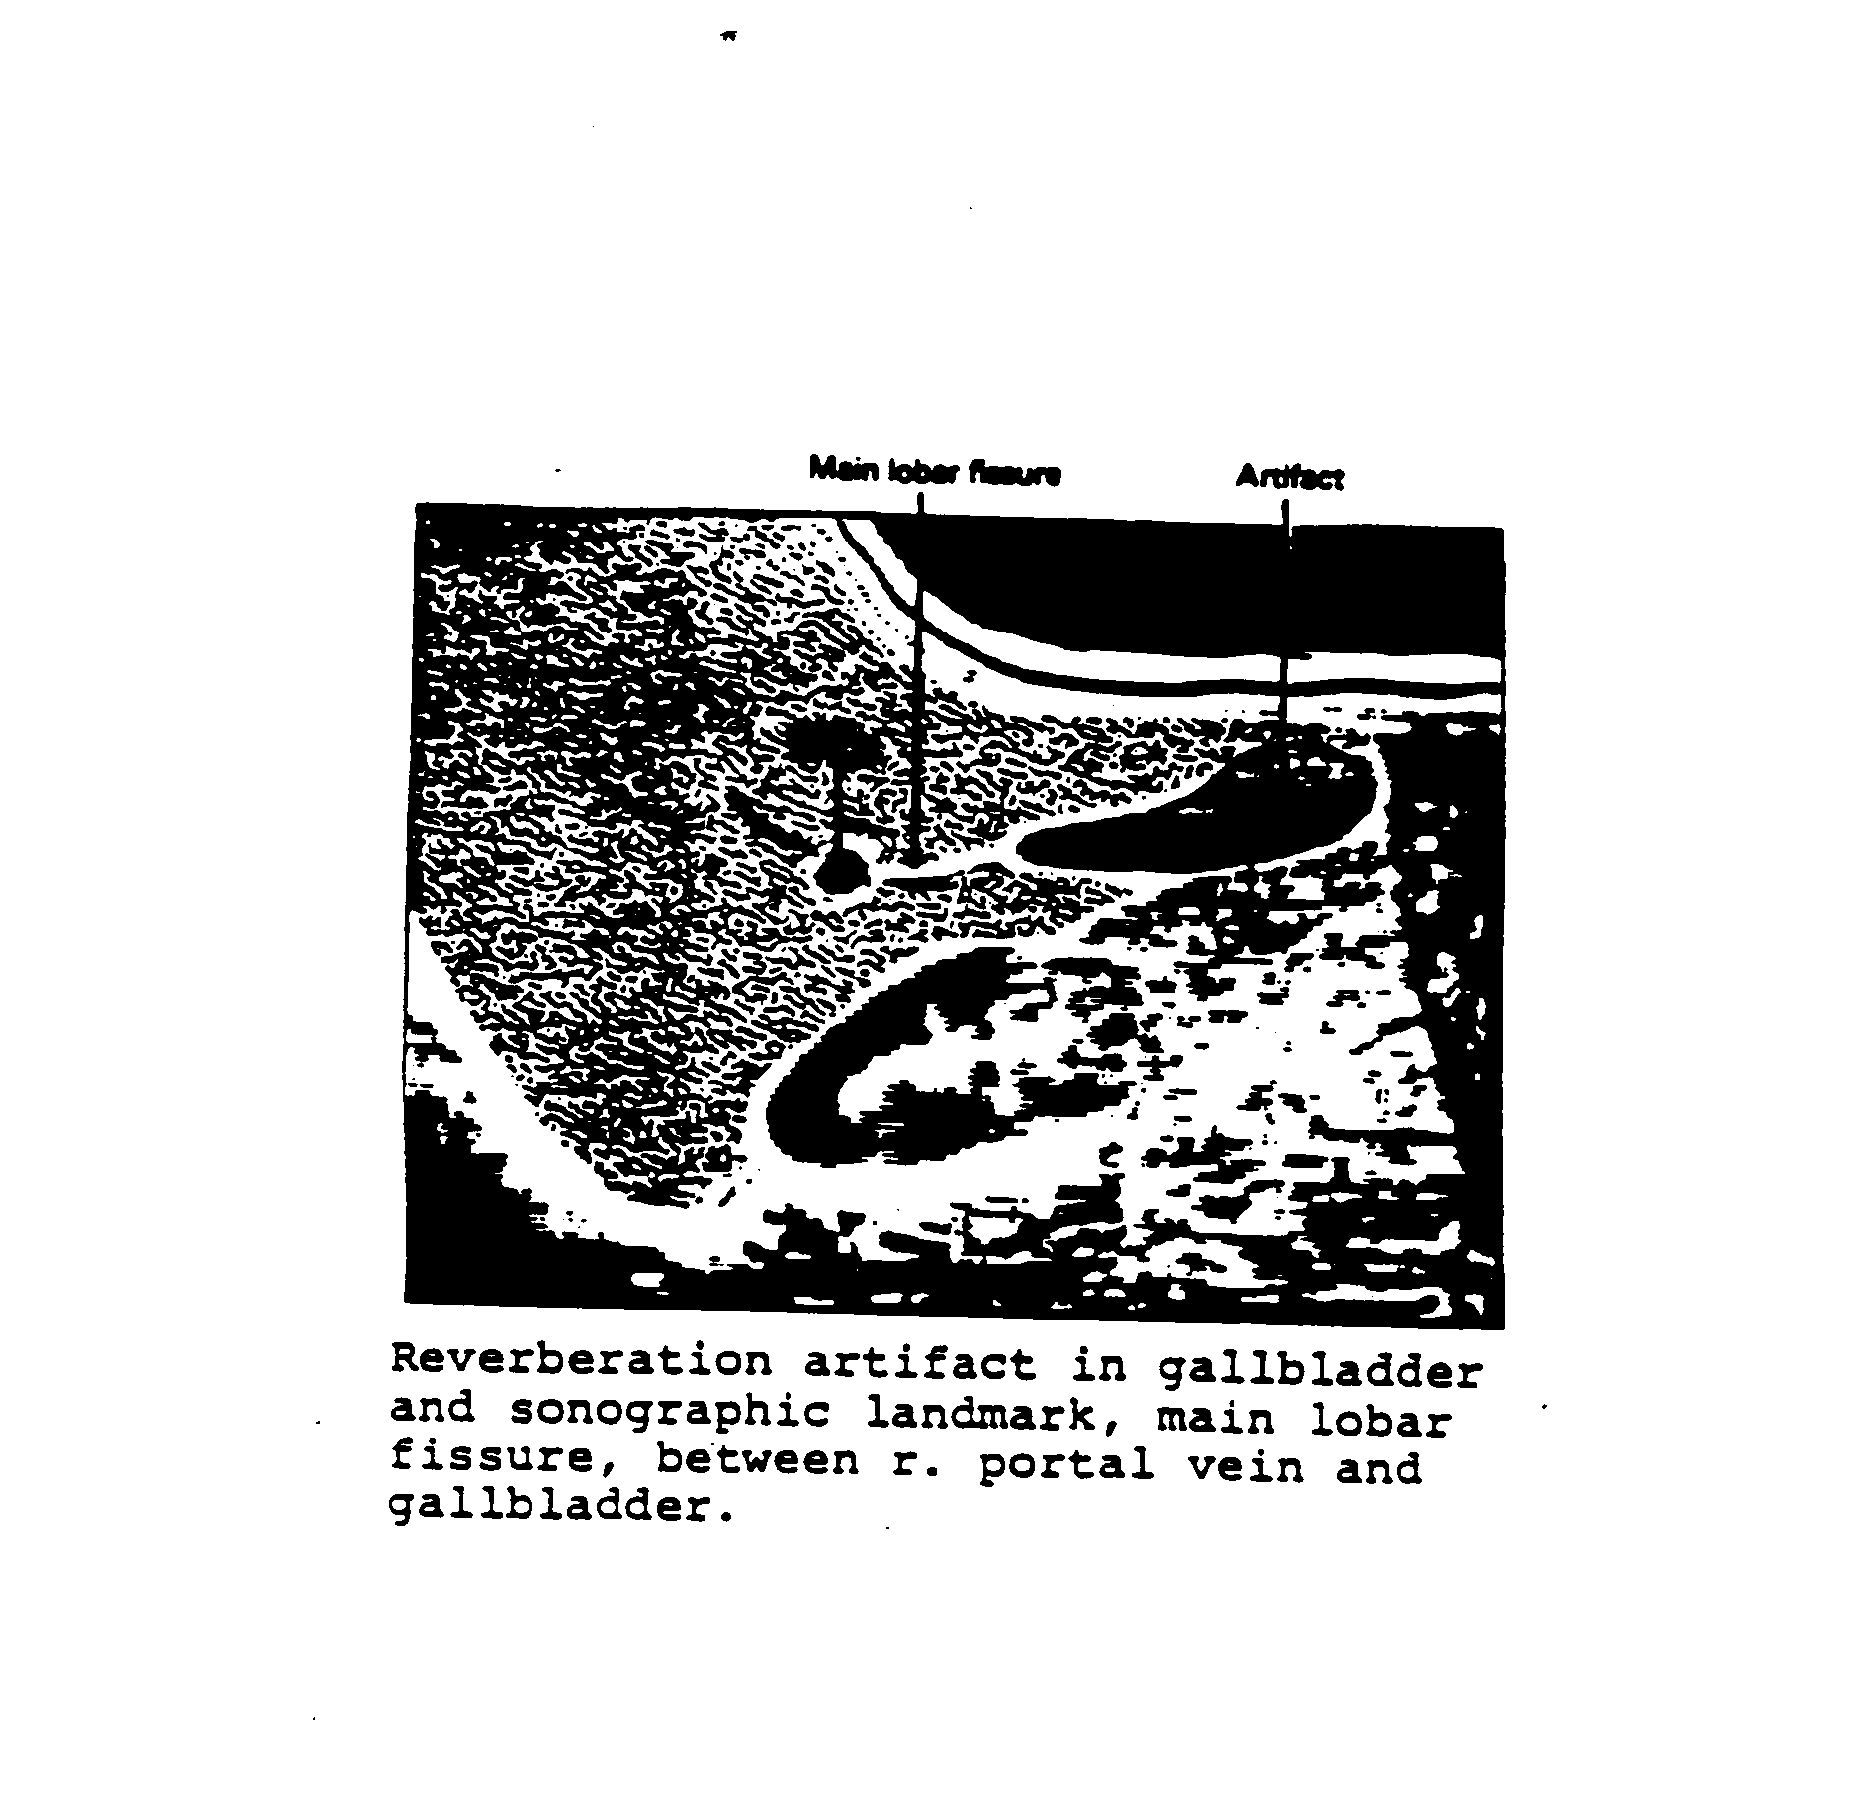 Main lobar fissure
Artifact
Reverberation artifact in gallbladder
and sonographic landmark, main lobar
fissure, between r. portal vein and
gallbladder.